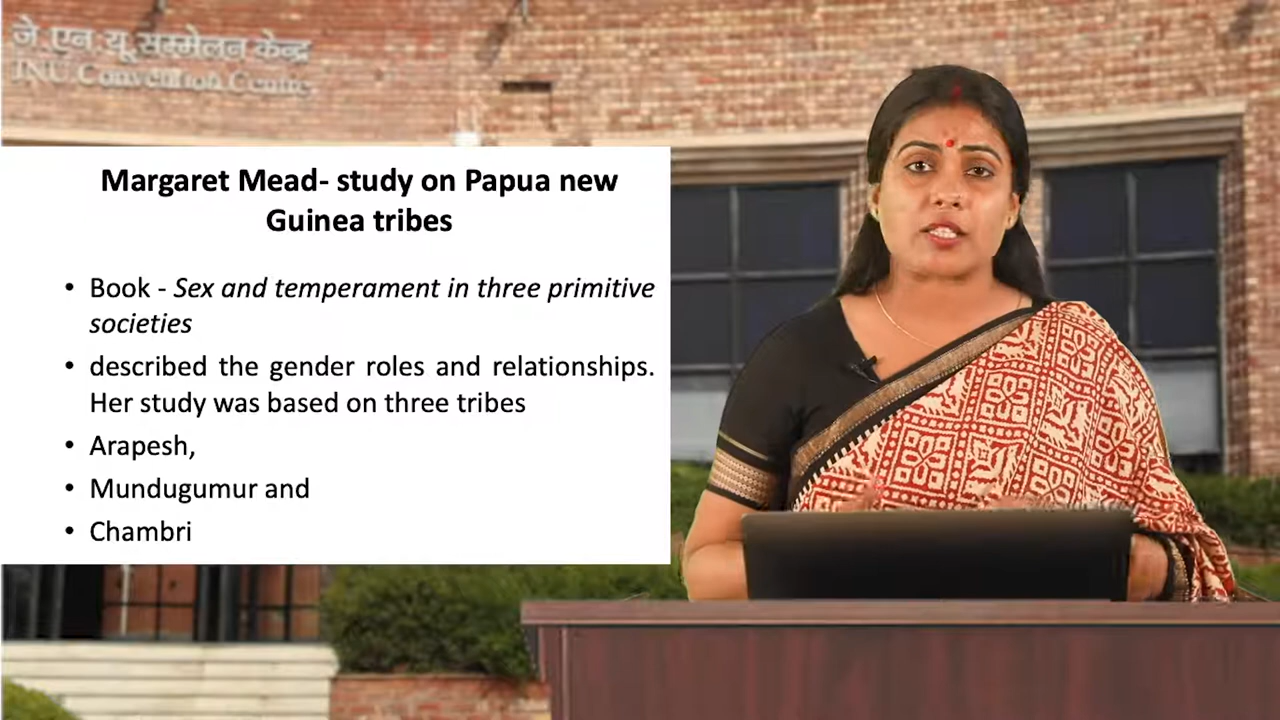 जे.एन.यू.सम्मेलन केन्द्र
JNU Convention Centre
Margaret Mead- study on Papua new
Guinea tribes
• Book - Sex and temperament in three primitive
societies
• described the gender roles and relationships.
Her study was based on three tribes
• Arapesh,
• Mundugumur and
• Chambri